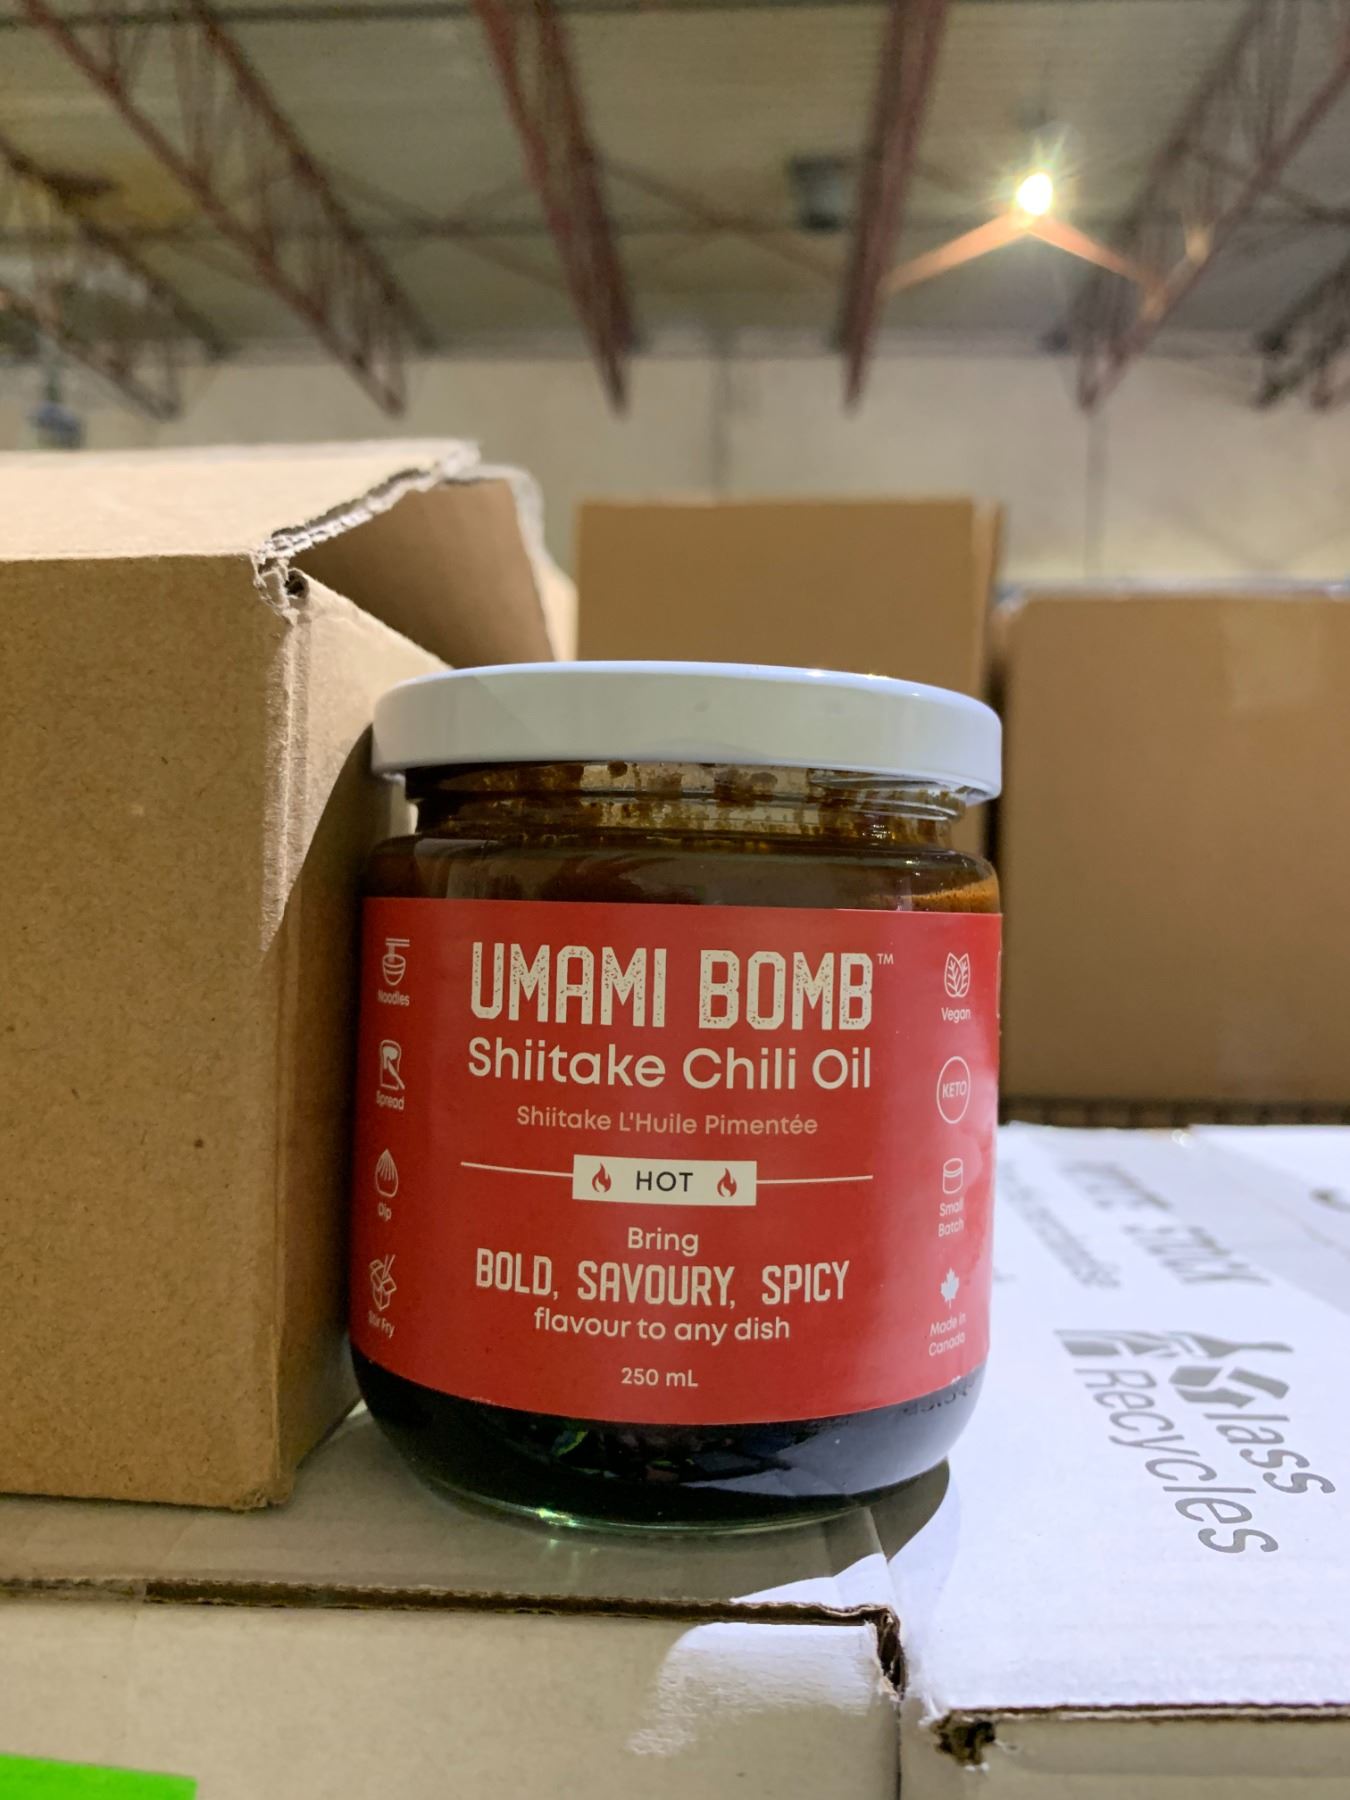 UMAMI BOMB™
Shiitake Chili Oil
Shiitake L'Huile Pimentée
HOT
Bring
BOLD, SAVOURY, SPICY
flavour to any dish
250 mL
Noodles
Spread
Dip
Stir Fry
Vegan
KETO
Small
Batch
Made in
Canada
Glass
Recycles